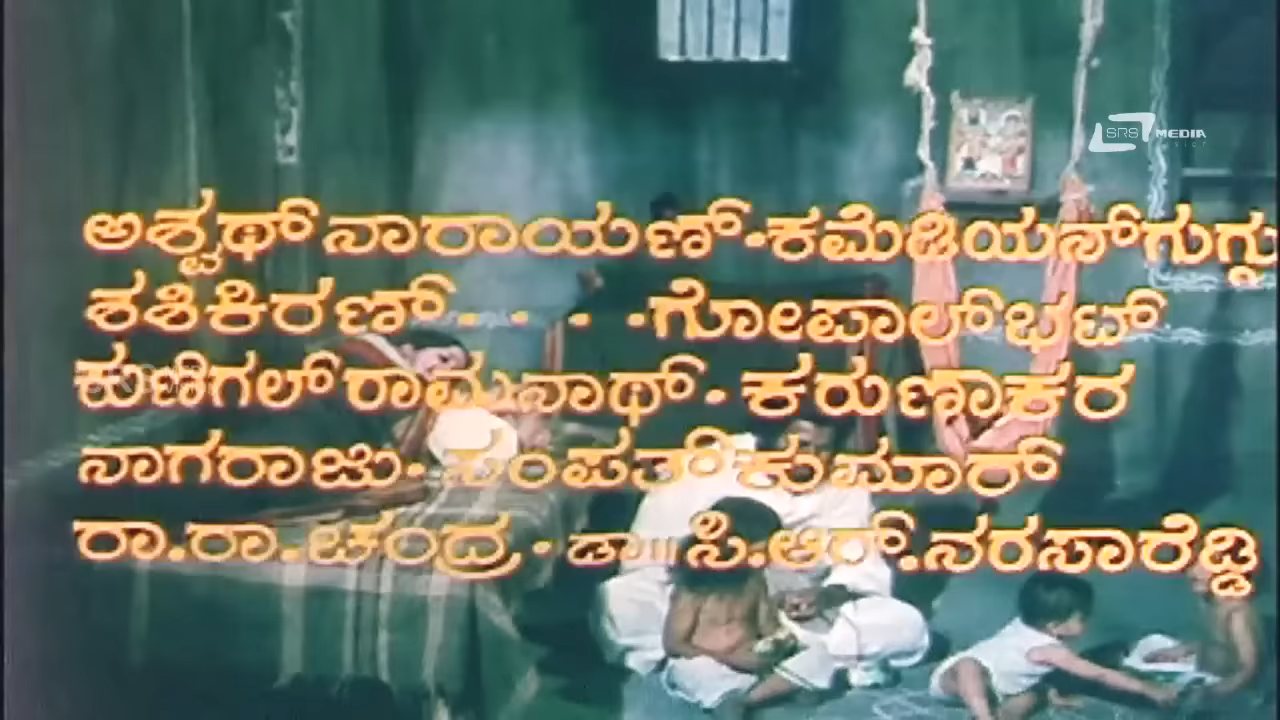 SRS MEDIA
ಅಶ್ವಥ್ ನಾರಾಯಣ್·ಕಮೆಡಿಯನ್ ಗುಗ್ಗು
ಶಶಿಕಿರಣ್ · · · · ಗೋಪಾಲ್ ಭಟ್
ಕುಣಿಗಲ್ ರಾಮನಾಥ್· ಕರುಣಾಕರ
ನಾಗರಾಜು· ಸಂಪತ್ ಕುಮಾರ್
ರಾ.ರಾ.ಚಂದ್ರ· ಡಾ||| ಸಿ.ಆರ್.ನರಸಾರೆಡ್ಡಿ